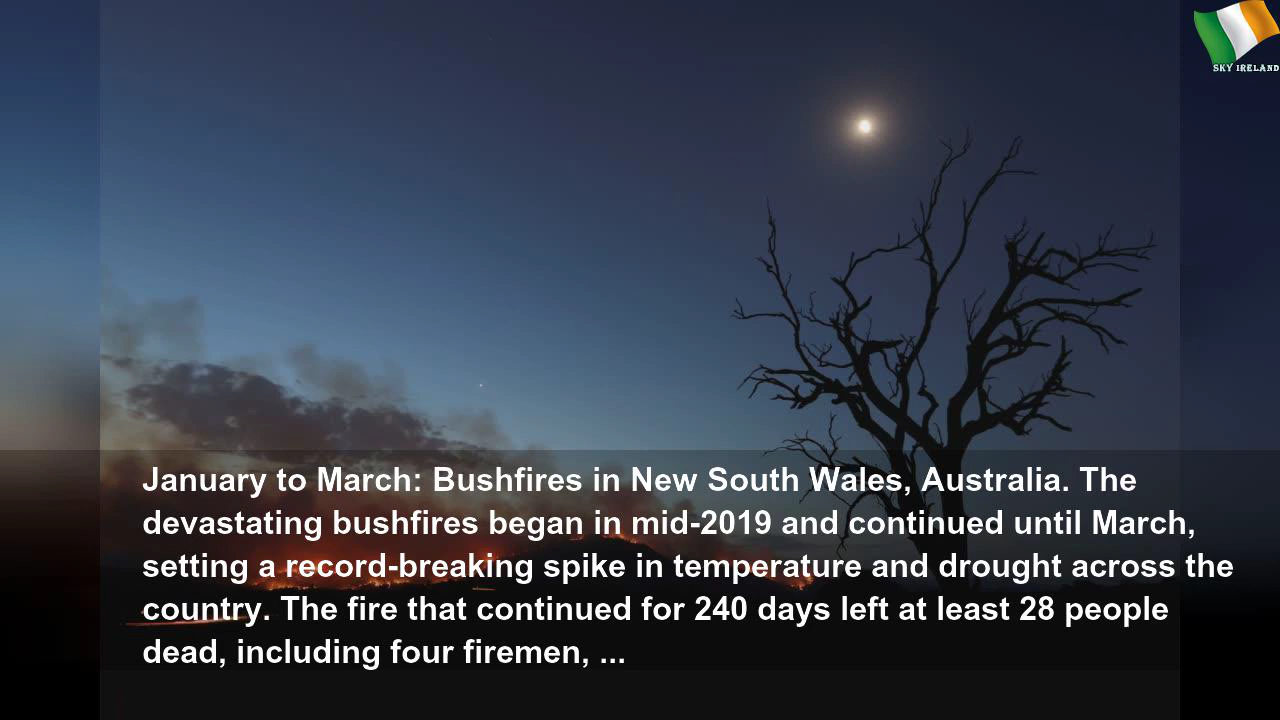 SKY IRELAND
January to March: Bushfires in New South Wales, Australia. The
devastating bushfires began in mid-2019 and continued until March,
setting a record-breaking spike in temperature and drought across the
country. The fire that continued for 240 days left at least 28 people
dead, including four firemen, ...